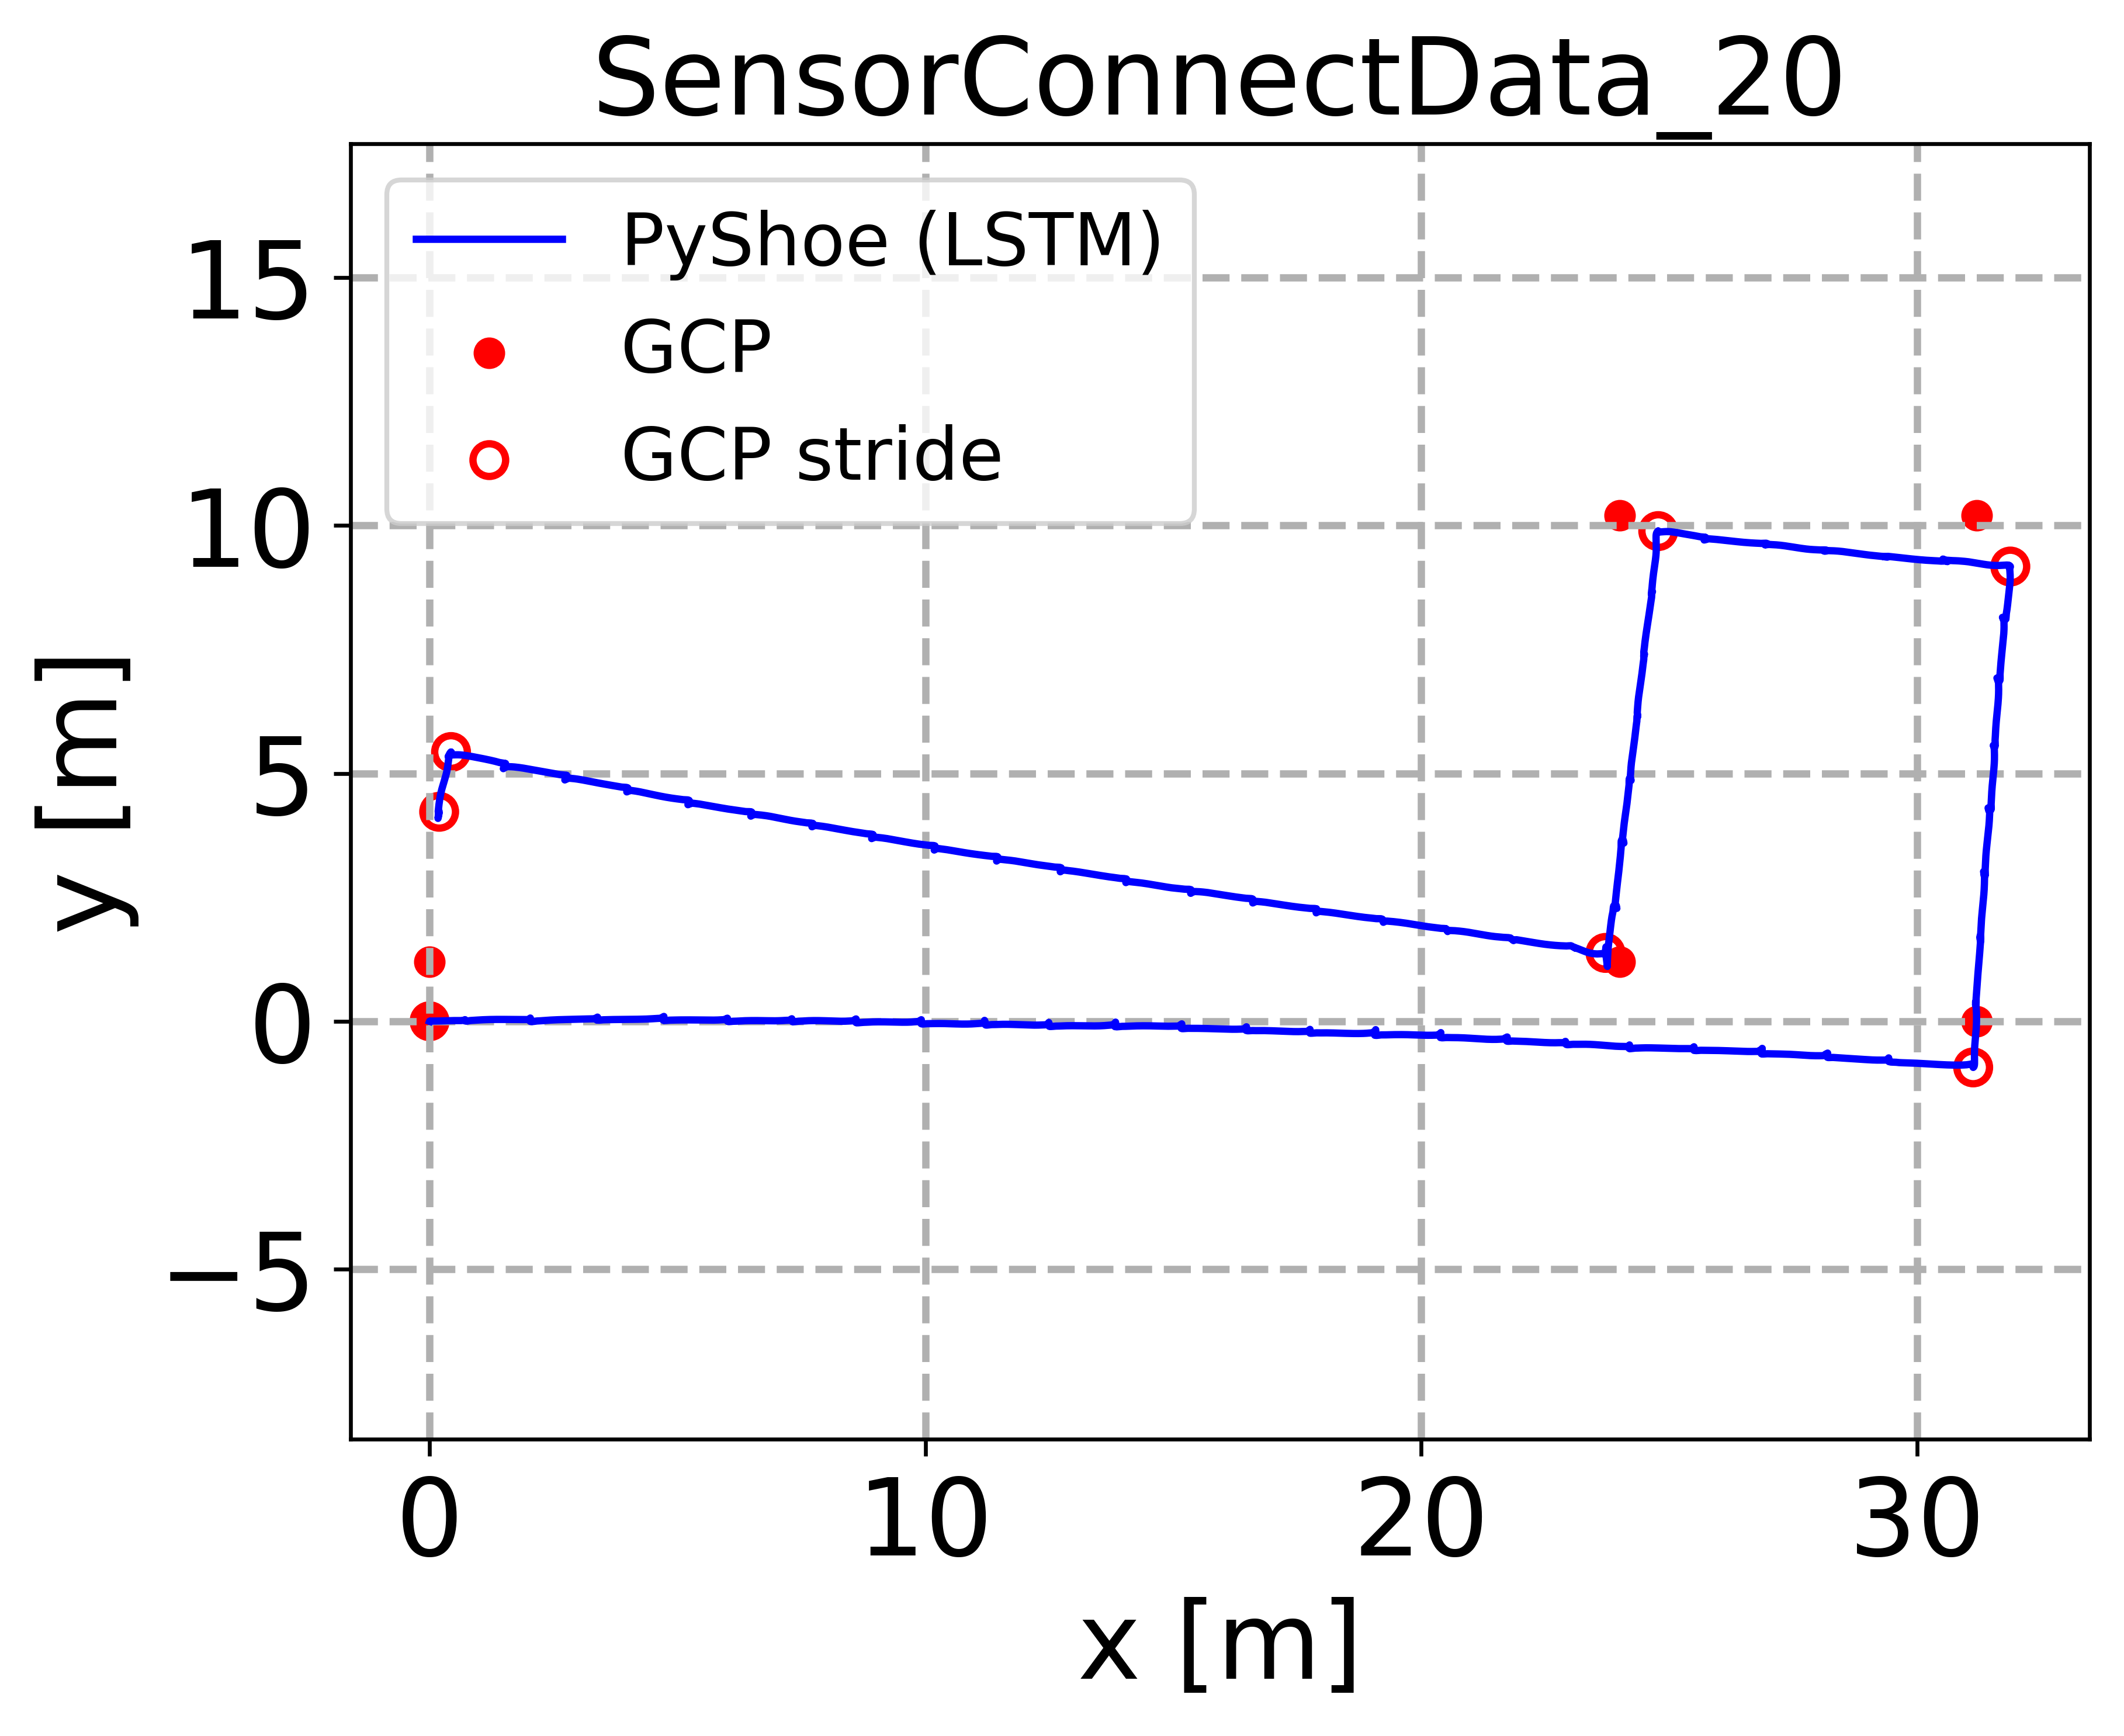 SensorConnectData_20
PyShoe (LSTM)
GCP
GCP stride
15
10
5
0
−5
y [m]
0 10 20 30
x [m]